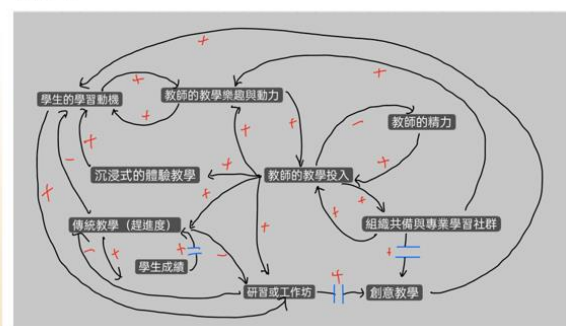 學生的學習動機
教師的教學樂趣與動力
教師的精力
沉浸式的體驗教學
教師的教學投入
傳統教學（趕進度）
組織共備與專業學習社群
學生成績
研習或工作坊
創意教學